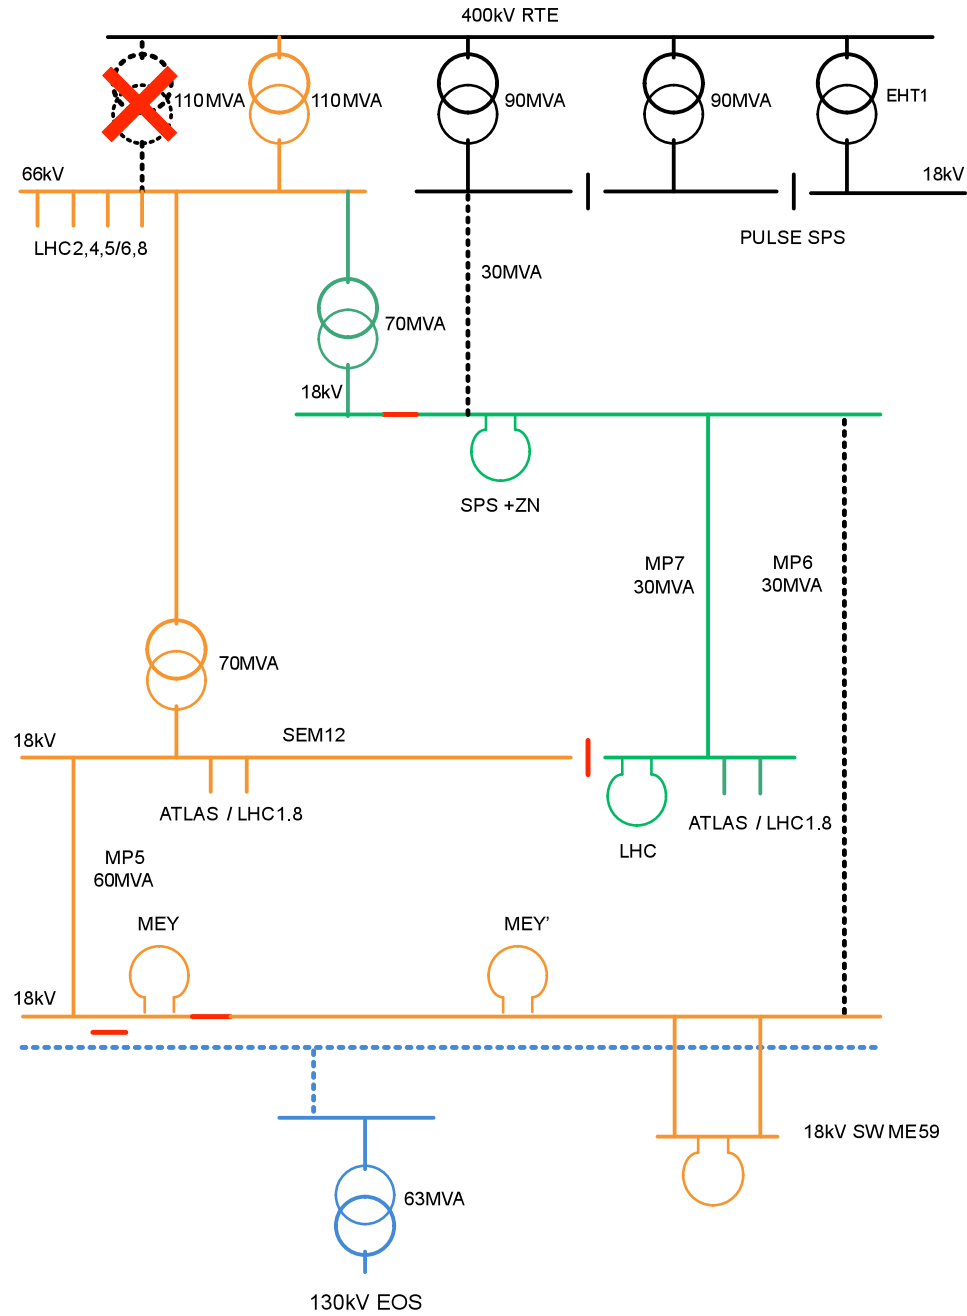 400kV RTE
110MVA
110MVA
90MVA
90MVA
EHT1
66kV
18kV
LHC2,4,5/6,8
PULSE SPS
30MVA
70MVA
18kV
SPS +ZN
MP7
30MVA
MP6
30MVA
70MVA
18kV
SEM12
ATLAS / LHC1.8
ATLAS / LHC1.8
LHC
MP5
60MVA
MEY
MEY’
18kV
18kV SW ME59
63MVA
130kV EOS